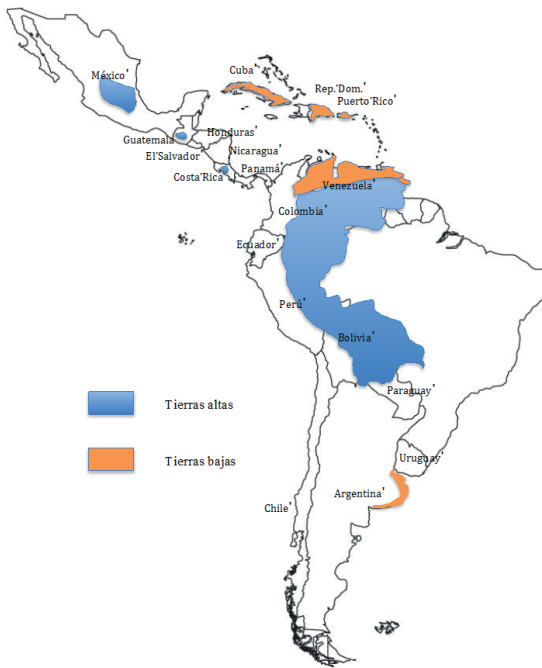 México'
Cuba'
Rep.'Dom.'
Puerto'Rico'
Guatemala
Honduras'
El'Salvador
Nicaragua'
Costa'Rica
Panamá'
Venezuela'
Colombia'
Ecuador'
Perú'
Bolivia'
Paraguay'
Tierras altas
Tierras bajas
Uruguay'
Argentina'
Chile'